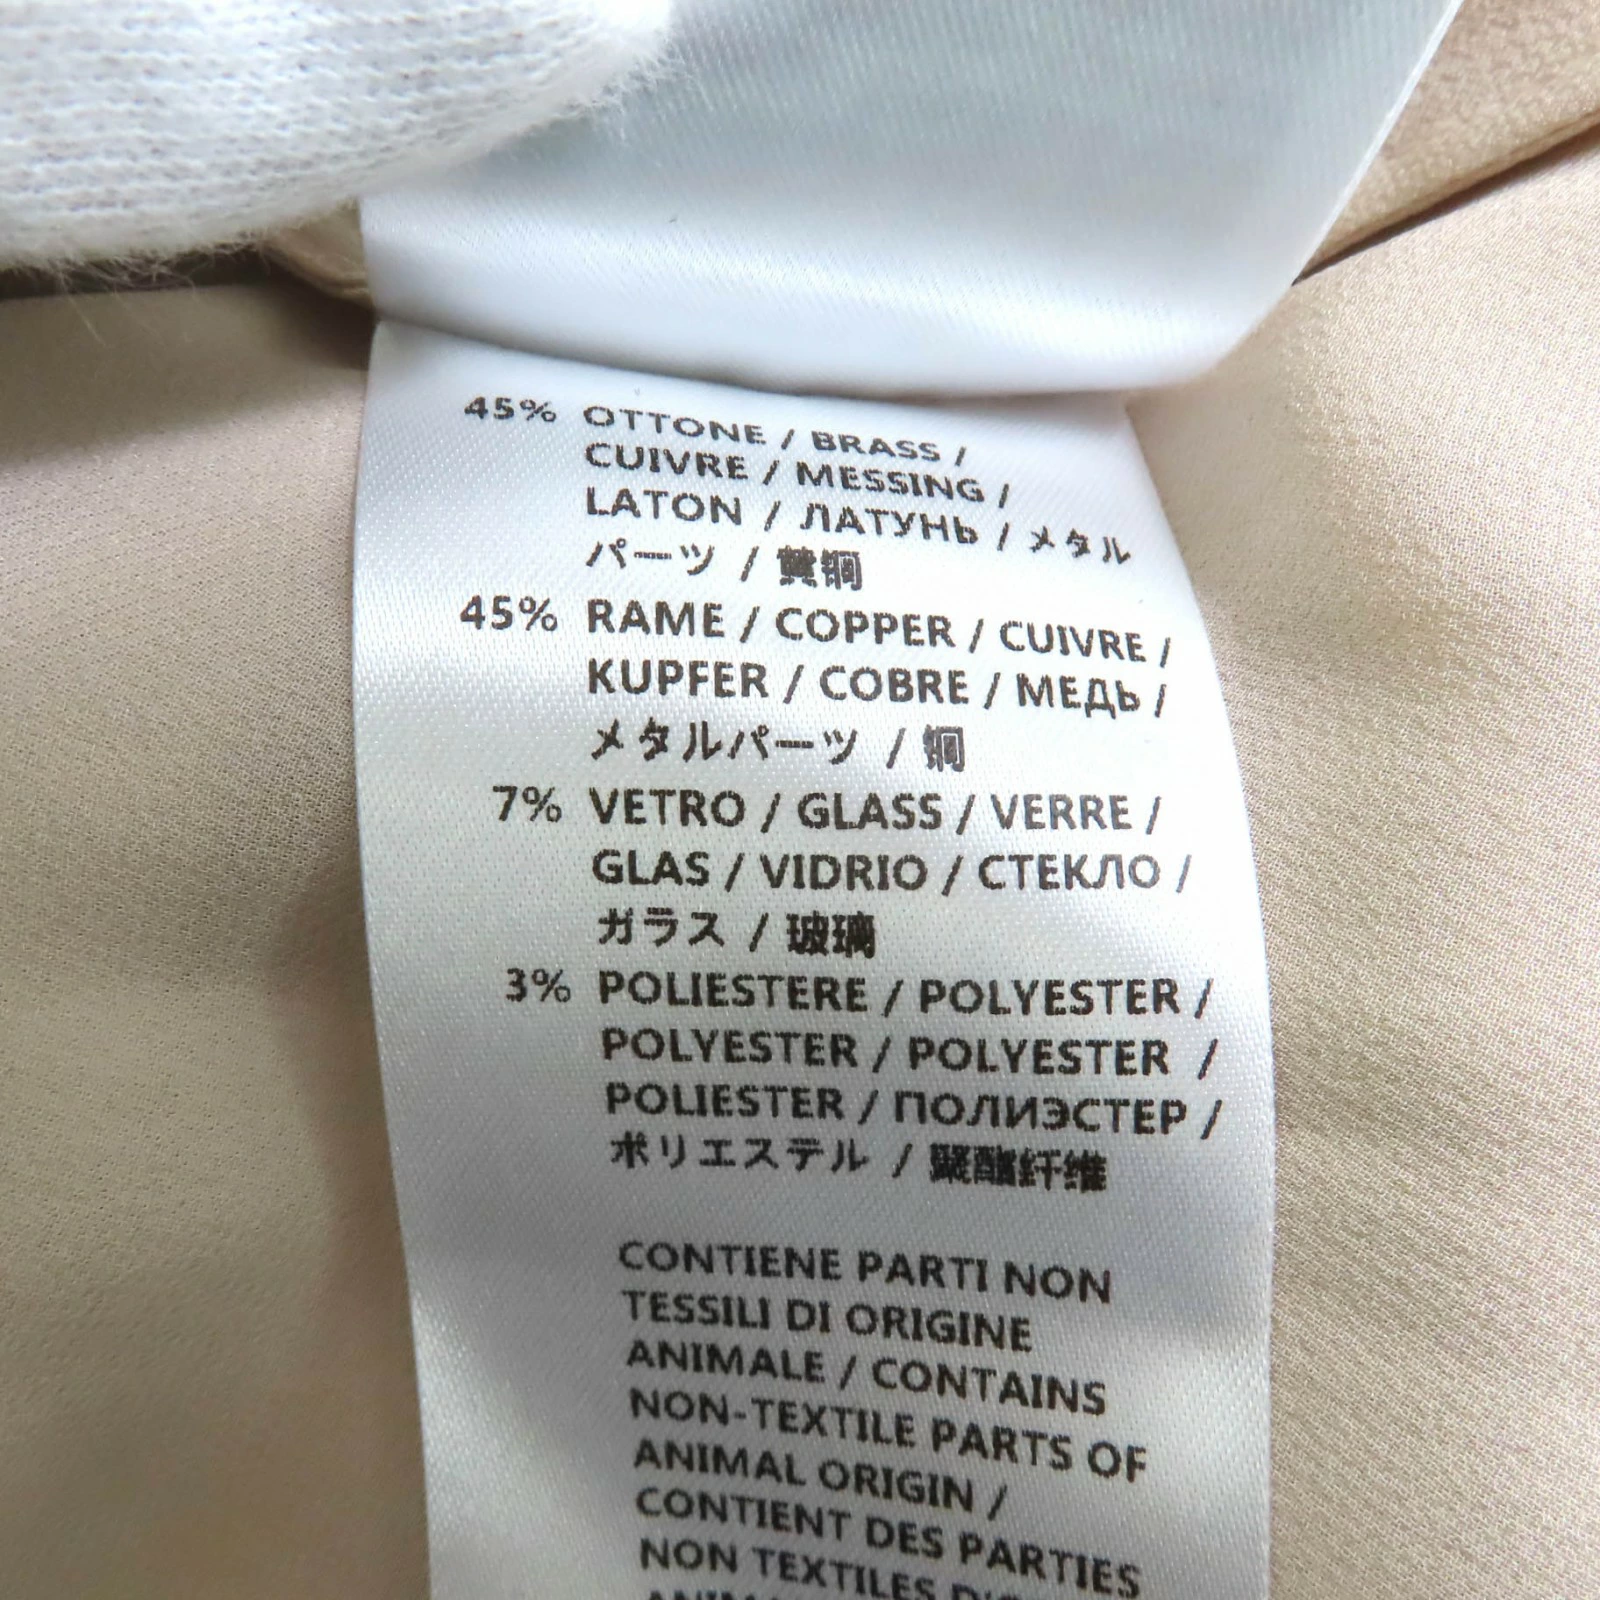 45% OTTONE / BRASS /
CUIVRE / MESSING /
LATON / ЛАТУНЬ / メタル
パーツ / 黄铜
45% RAME / COPPER / CUIVRE /
KUPFER / COBRE / МЕДЬ /
メタルパーツ / 铜
7% VETRO / GLASS / VERRE /
GLAS / VIDRIO / СТЕКЛО /
ガラス / 玻璃
3% POLIESTERE / POLYESTER /
POLYESTER / POLYESTER /
POLIESTER / ПОЛИЭСТЕР /
ポリエステル / 聚酯纤维
CONTIENE PARTI NON
TESSILI DI ORIGINE
ANIMALE / CONTAINS
NON-TEXTILE PARTS OF
ANIMAL ORIGIN /
CONTIENT DES PARTIES
NON TEXTILES